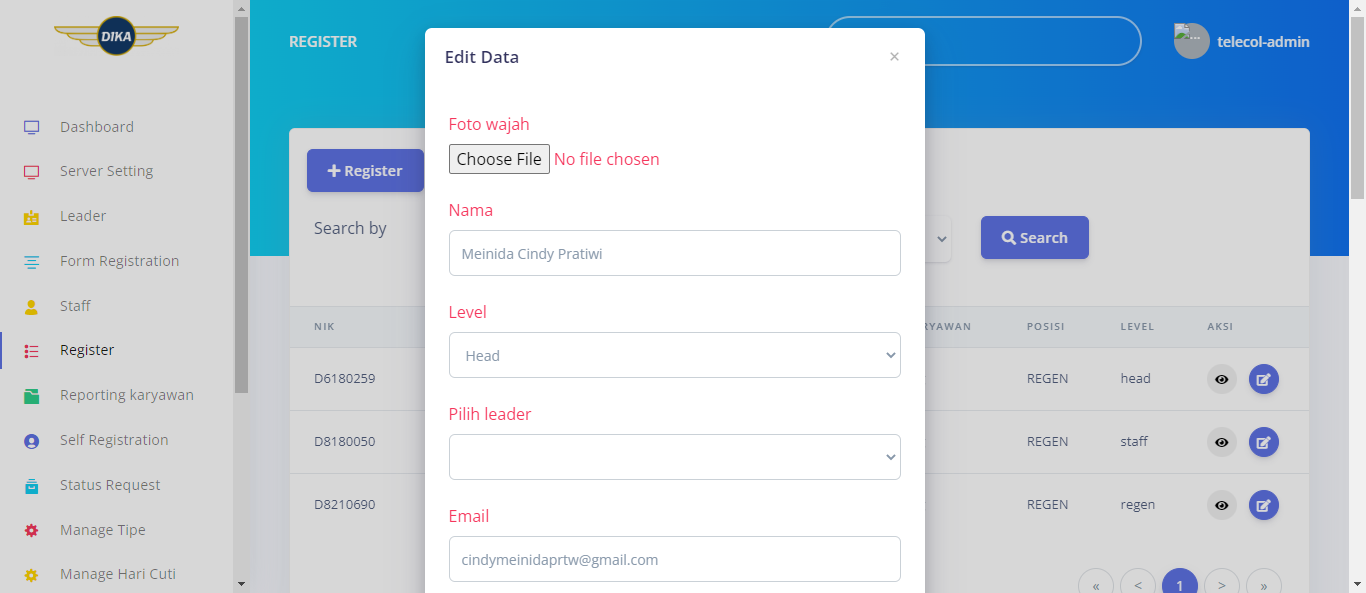 DIKA
Dashboard
Server Setting
Leader
Form Registration
Staff
Register
Reporting karyawan
Self Registration
Status Request
Manage Tipe
Manage Hari Cuti
REGISTER
telecol-admin
Register
Search by
Search
NIK
RYAWAN POSISI LEVEL AKSI
D6180259 REGEN head
D8180050 REGEN staff
D8210690 REGEN regen
« < 1 > »
Edit Data ×
Foto wajah
Choose File No file chosen
Nama
Meinida Cindy Pratiwi
Level
Head
Pilih leader
Email
cindymeinidaprtw@gmail.com